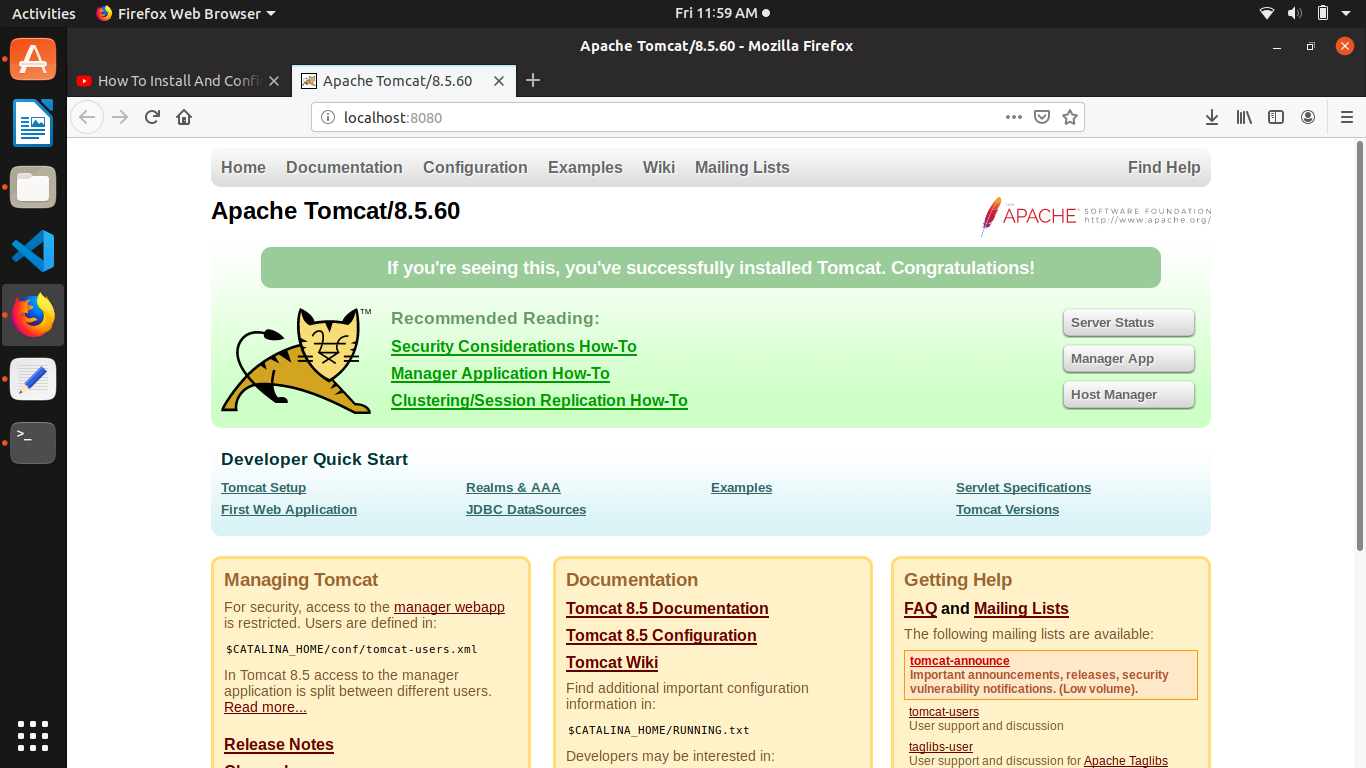 Activities Firefox Web Browser Fri 11:59 AM
Apache Tomcat/8.5.60 - Mozilla Firefox
How To Install And Confi Apache Tomcat/8.5.60
localhost:8080
Home Documentation Configuration Examples Wiki Mailing Lists Find Help
Apache Tomcat/8.5.60
THE APACHE® SOFTWARE FOUNDATION
http://www.apache.org/
If you're seeing this, you've successfully installed Tomcat. Congratulations!
TM
Recommended Reading:
Security Considerations How-To
Manager Application How-To
Clustering/Session Replication How-To
Server Status
Manager App
Host Manager
Developer Quick Start
Tomcat Setup Realms & AAA Examples Servlet Specifications
First Web Application JDBC DataSources Tomcat Versions
Managing Tomcat
For security, access to the manager webapp
is restricted. Users are defined in:
$CATALINA_HOME/conf/tomcat-users.xml
In Tomcat 8.5 access to the manager
application is split between different users.
Read more...
Release Notes
Documentation
Tomcat 8.5 Documentation
Tomcat 8.5 Configuration
Tomcat Wiki
Find additional important configuration
information in:
$CATALINA_HOME/RUNNING.txt
Developers may be interested in:
Getting Help
FAQ and Mailing Lists
The following mailing lists are available:
tomcat-announce
Important announcements, releases, security
vulnerability notifications. (Low volume).
tomcat-users
User support and discussion
taglibs-user
User support and discussion for Apache Taglibs